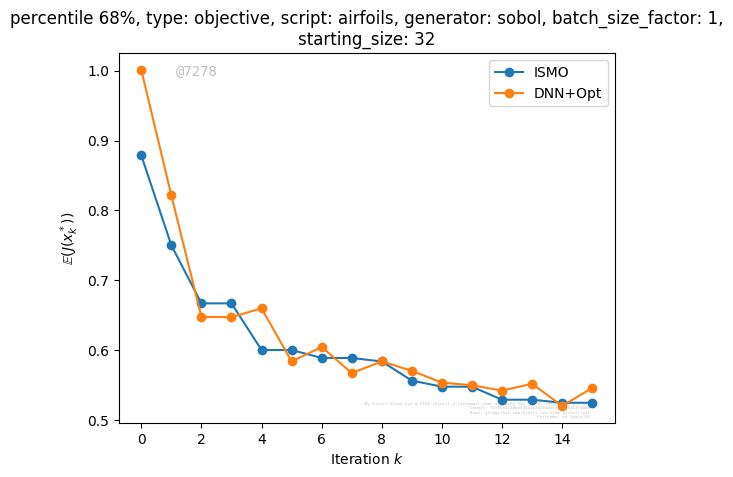 percentile 68%, type: objective, script: airfoils, generator: sobol, batch_size_factor: 1,
starting_size: 32
@7278
ISMO
DNN+Opt
1.0
0.9
0.8
0.7
0.6
0.5
𝔼(J(x*k))
0 2 4 6 8 10 12 14
Iteration k